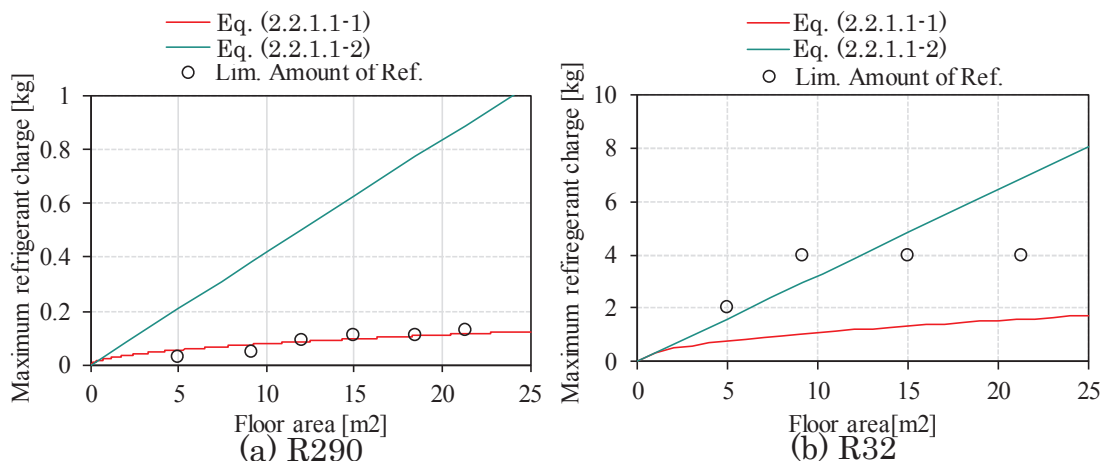 Eq. (2.2.1.1-1)
Eq. (2.2.1.1-2)
Lim. Amount of Ref.
Maximum refrigerant charge [kg]
1
0.8
0.6
0.4
0.2
0
0 5 10 15 20 25
Floor area [m2]
(a) R290
Eq. (2.2.1.1-1)
Eq. (2.2.1.1-2)
Lim. Amount of Ref.
Maximum refiregerant charge [kg]
10
8
6
4
2
0
0 5 10 15 20 25
Floor area[m2]
(b) R32